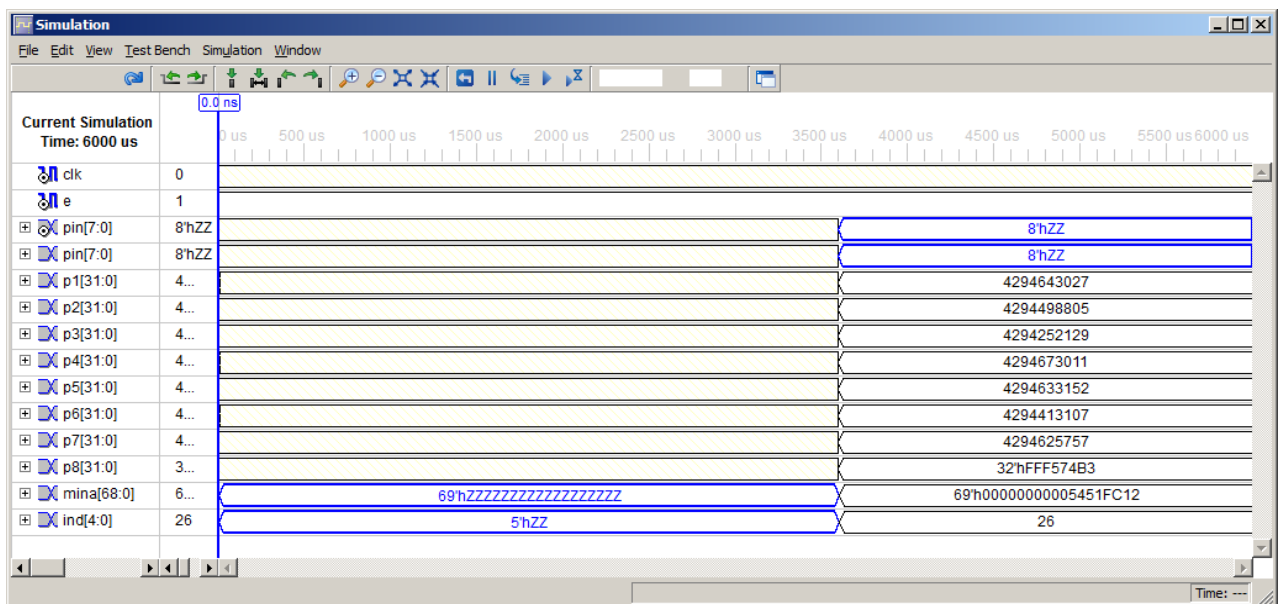 Simulation
File Edit View Test Bench Simulation Window
0.0 ns
Current Simulation
Time: 6000 us
0 us 500 us 1000 us 1500 us 2000 us 2500 us 3000 us 3500 us 4000 us 4500 us 5000 us 5500 us 6000 us
clk 0
e 1
pin[7:0] 8'hZZ 8'hZZ
pin[7:0] 8'hZZ 8'hZZ
p1[31:0] 4... 4294643027
p2[31:0] 4... 4294498805
p3[31:0] 4... 4294252129
p4[31:0] 4... 4294673011
p5[31:0] 4... 4294633152
p6[31:0] 4... 4294413107
p7[31:0] 4... 4294625757
p8[31:0] 3... 32'hFFF574B3
mina[68:0] 6... 69'hZZZZZZZZZZZZZZZZZZ 69'h00000000005451FC12
ind[4:0] 26 5'hZZ 26
Time: ---